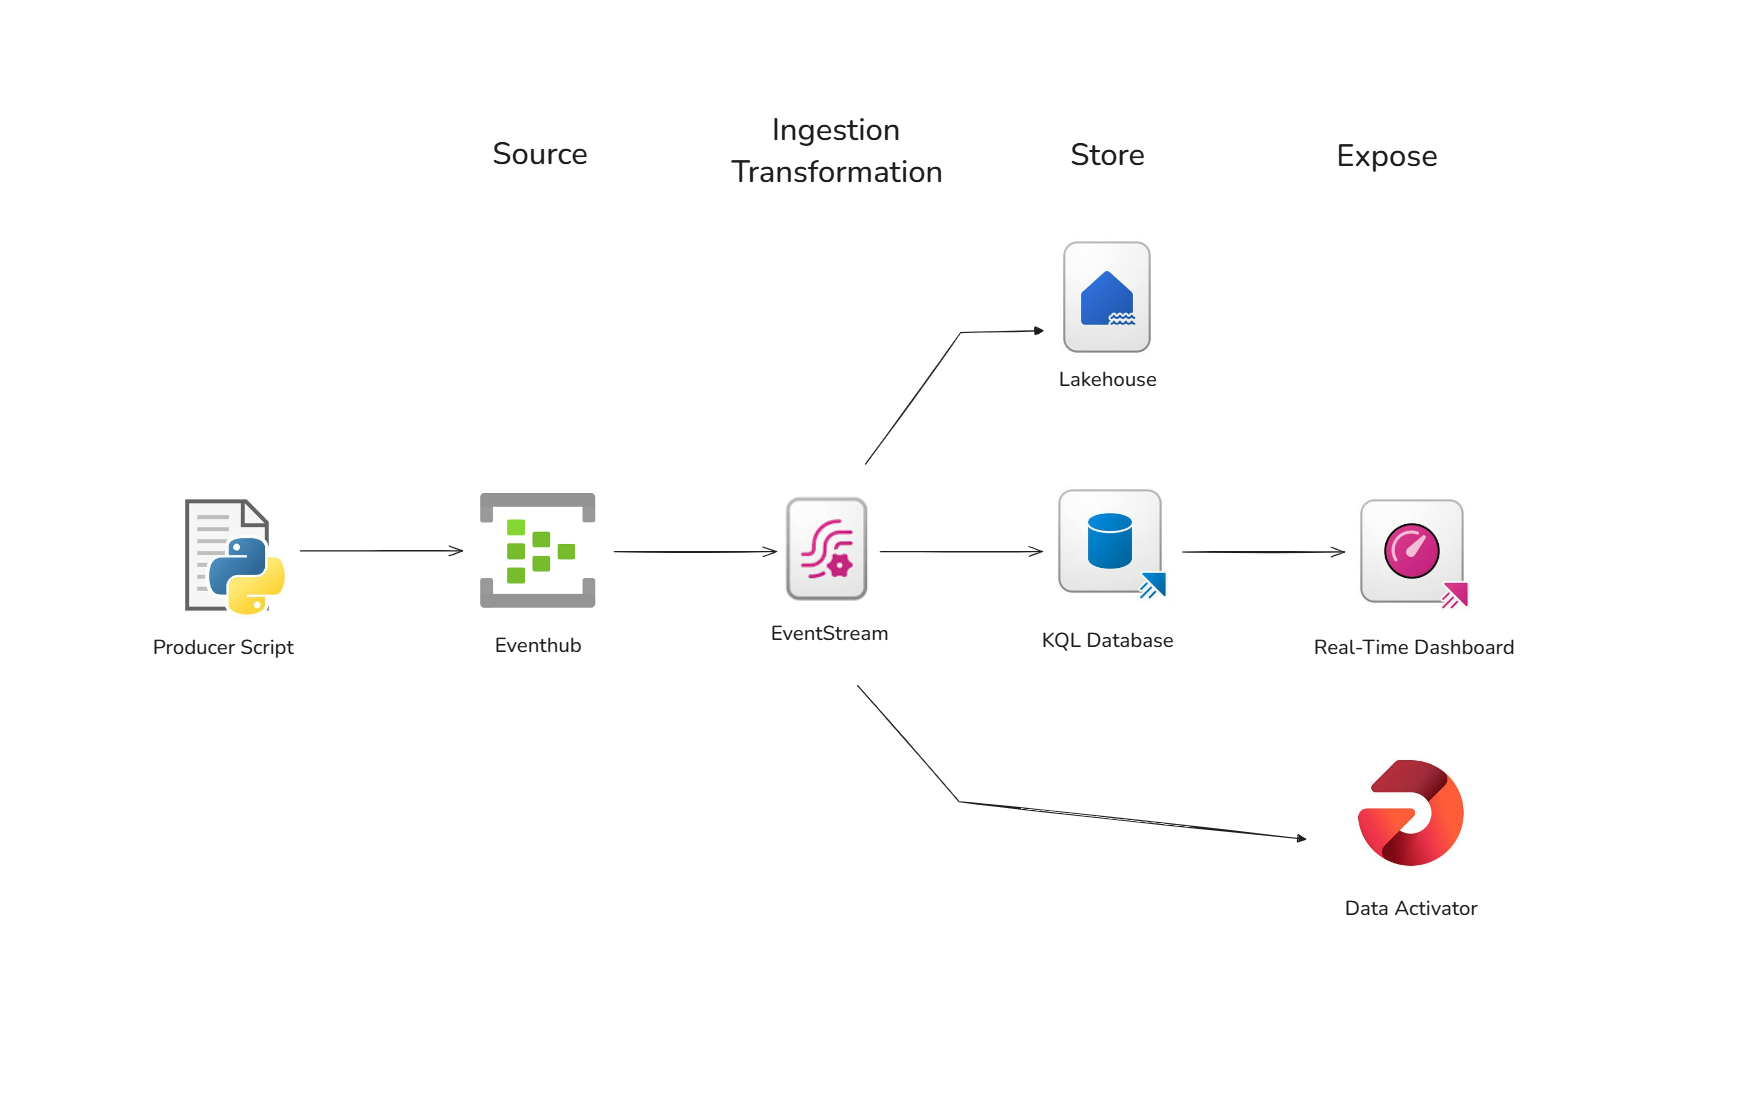 Source
Ingestion
Transformation
Store
Expose
Lakehouse
Producer Script
Eventhub
EventStream
KQL Database
Real-Time Dashboard
Data Activator